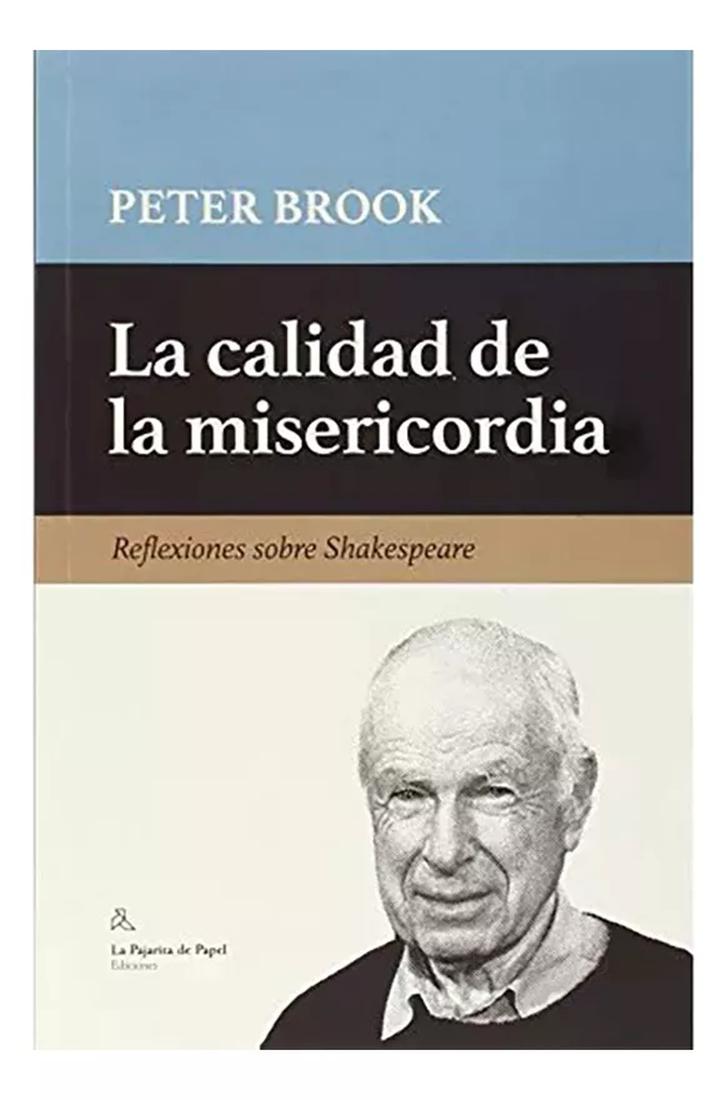 PETER BROOK
La calidad de
la misericordia
Reflexiones sobre Shakespeare
La Pajarita de Papel
Ediciones